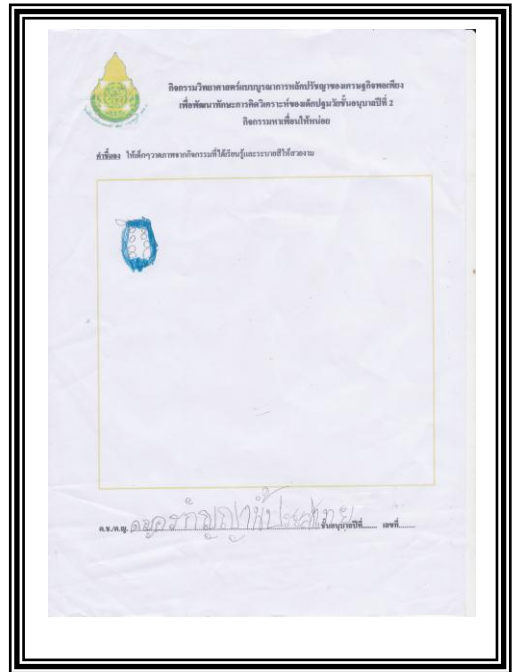 กิจกรรมวิทยาศาสตร์แบบบูรณาการหลักปรัชญาของเศรษฐกิจพอเพียง
เพื่อพัฒนาทักษะการคิดวิเคราะห์ของเด็กปฐมวัยชั้นอนุบาลปีที่ 2
กิจกรรมหาเพื่อนให้หน่อย
คำชี้แจง ให้เด็กๆวาดภาพจากกิจกรรมที่ได้เรียนรู้และระบายสีให้สวยงาม
ด.ช./ด.ญ. ชั้นอนุบาลปีที่....... เลขที่.......